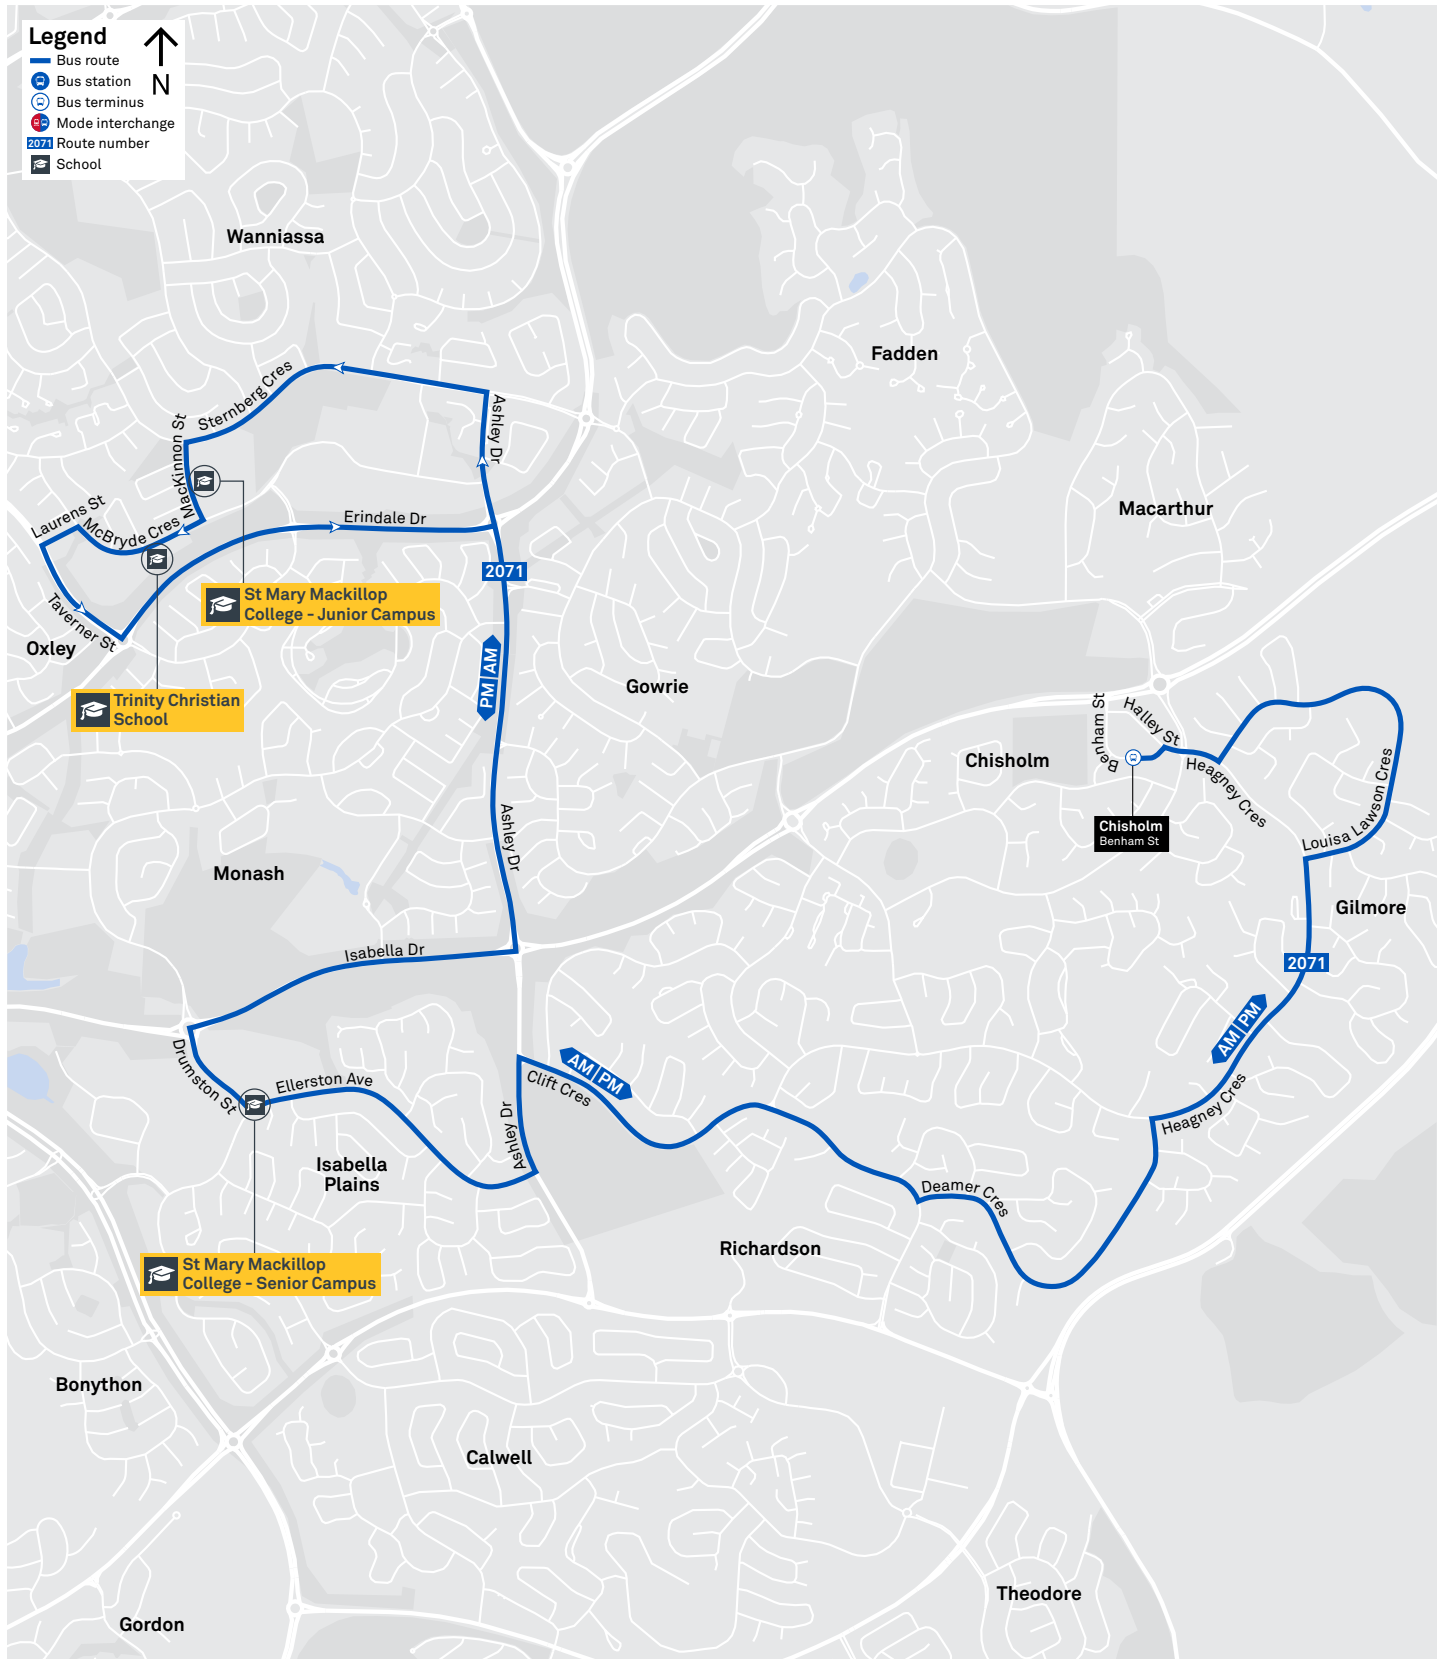 Legend
N
Bus route
Bus station
Bus terminus
Mode interchange
2071 Route number
School
Wanniassa
Fadden
Sternberg Cres
Ashley Dr
MacKinnon St
Laurens St
McBryde Cres
Erindale Dr
Macarthur
2071
St Mary Mackillop
College - Junior Campus
Taverner St
Oxley
PM | AM
Gowrie
Trinity Christian
School
Benham St
Halley St
Chisholm
Heagney Cres
Louisa Lawson Cres
Chisholm
Benham St
Ashley Dr
Monash
Gilmore
Isabella Dr
2071
AM | PM
Drumston St
Ellerston Ave
Clift Cres
AM | PM
Ashley Dr
Heagney Cres
Isabella
Plains
Deamer Cres
Richardson
St Mary Mackillop
College - Senior Campus
Bonython
Calwell
Theodore
Gordon